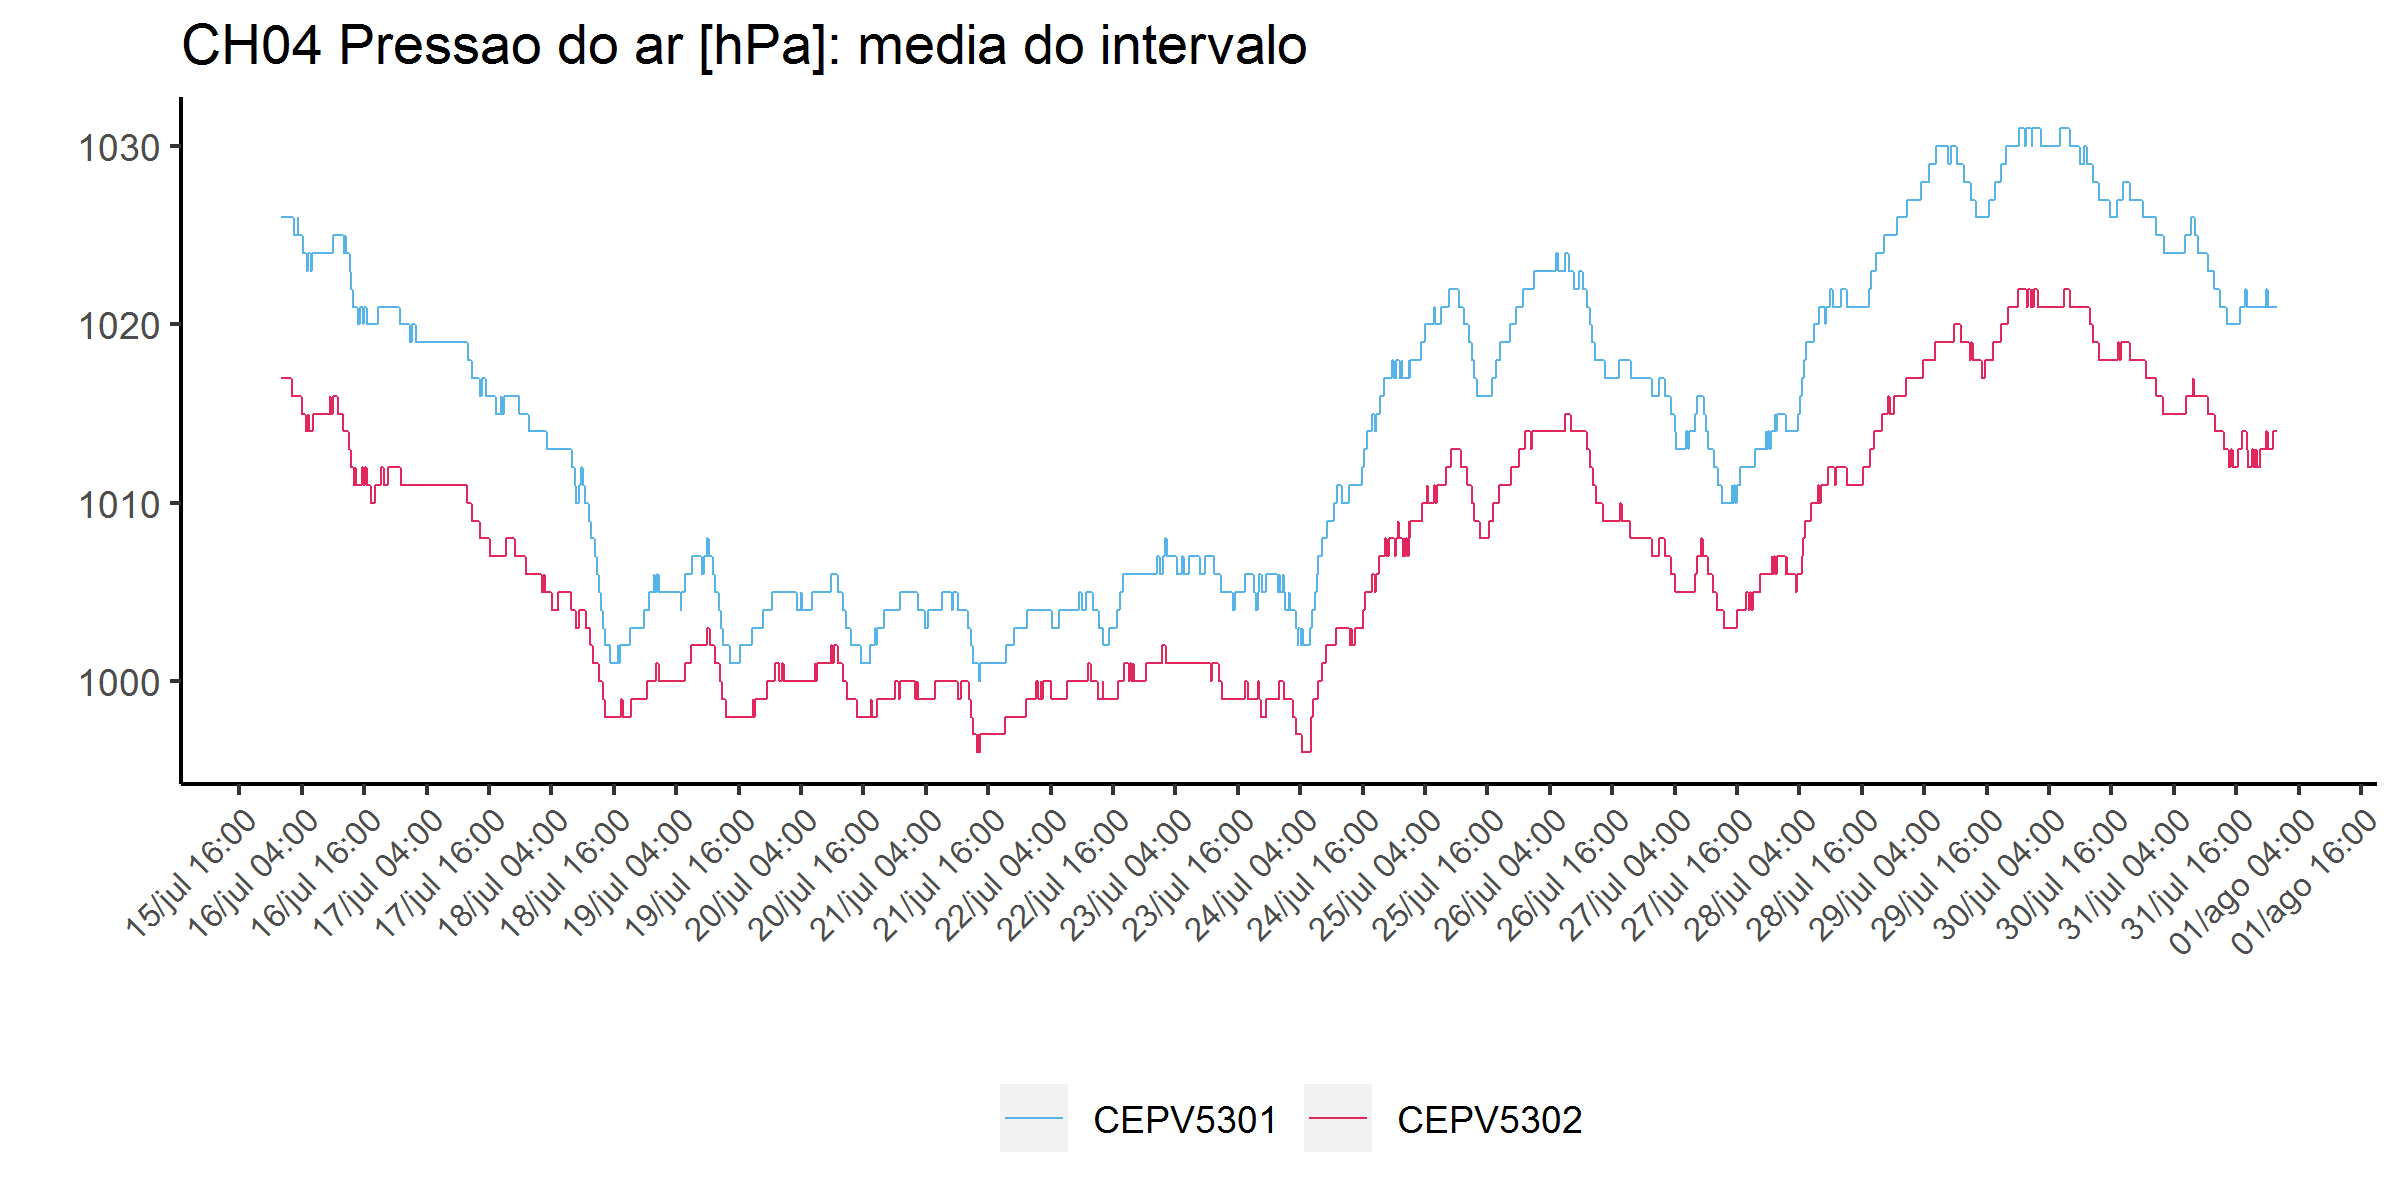 CH04 Pressao do ar [hPa]: media do intervalo
1030
1020
1010
1000
15/jul 16:00
16/jul 04:00
16/jul 16:00
17/jul 04:00
17/jul 16:00
18/jul 04:00
18/jul 16:00
19/jul 04:00
19/jul 16:00
20/jul 04:00
20/jul 16:00
21/jul 04:00
21/jul 16:00
22/jul 04:00
22/jul 16:00
23/jul 04:00
23/jul 16:00
24/jul 04:00
24/jul 16:00
25/jul 04:00
25/jul 16:00
26/jul 04:00
26/jul 16:00
27/jul 04:00
27/jul 16:00
28/jul 04:00
28/jul 16:00
29/jul 04:00
29/jul 16:00
30/jul 04:00
30/jul 16:00
31/jul 04:00
31/jul 16:00
01/ago 04:00
01/ago 16:00
CEPV5301
CEPV5302